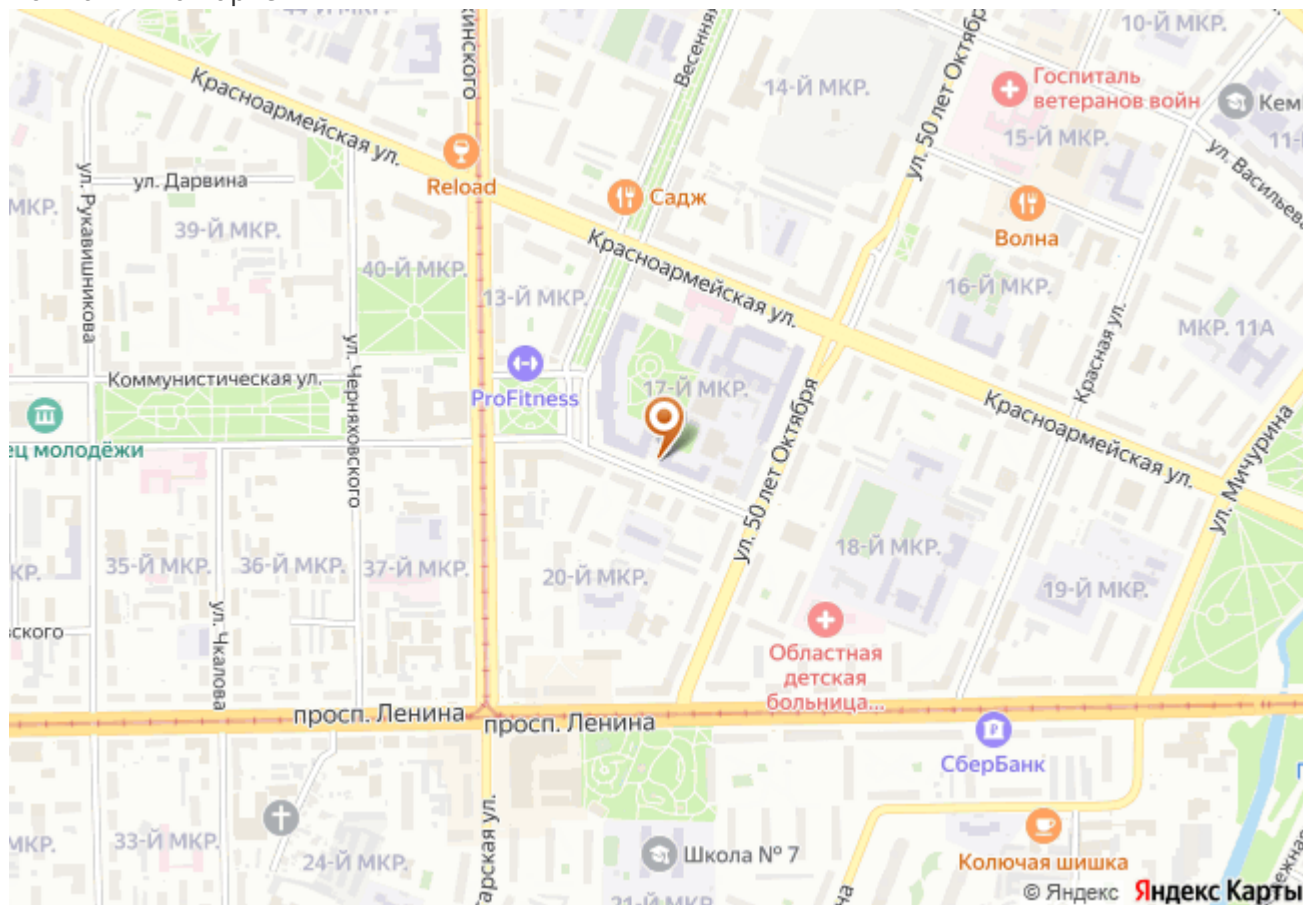 10-Й МКР.
Весенняя
14-Й МКР.
ул. 50 лет Октября
Госпиталь
ветеранов войн
15-Й МКР.
ул. Васильева
Красноармейская ул.
Reload
Садж
Волна
ул. Дарвина
ул. Рукавишникова
МКР.
39-Й МКР.
40-Й МКР.
13-Й МКР.
Красноармейская ул.
16-Й МКР.
МКР. 11А
Красная ул.
ул. Черняховского
Коммунистическая ул.
ProFitness
17-Й МКР.
ул. 50 лет Октября
Красноармейская ул.
ул. Мичурина
молодёжи
35-Й МКР.
36-Й МКР.
37-Й МКР.
20-Й МКР.
18-Й МКР.
19-Й МКР.
ул. Чкалова
Областная
детская
больница...
просп. Ленина
просп. Ленина
СберБанк
33-Й МКР.
24-Й МКР.
Школа № 7
21-Й МКР.
Колючая шишка
© Яндекс Яндекс Карты